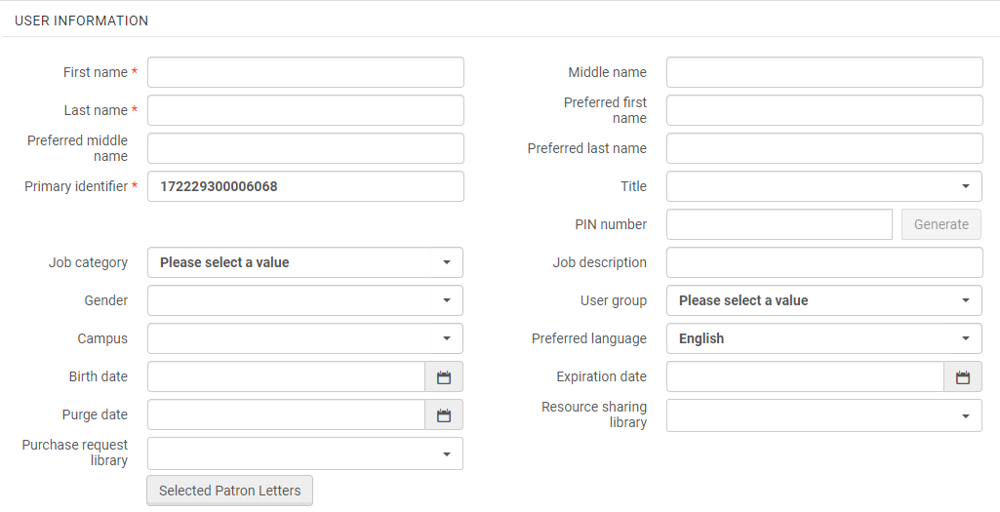 USER INFORMATION
First name *
Middle name
Last name *
Preferred first
name
Preferred middle
name
Preferred last name
Primary identifier *
172229300006068
Title
PIN number
Generate
Job category
Please select a value
Job description
Gender
User group
Please select a value
Campus
Preferred language
English
Birth date
Expiration date
Purge date
Resource sharing
library
Purchase request
library
Selected Patron Letters